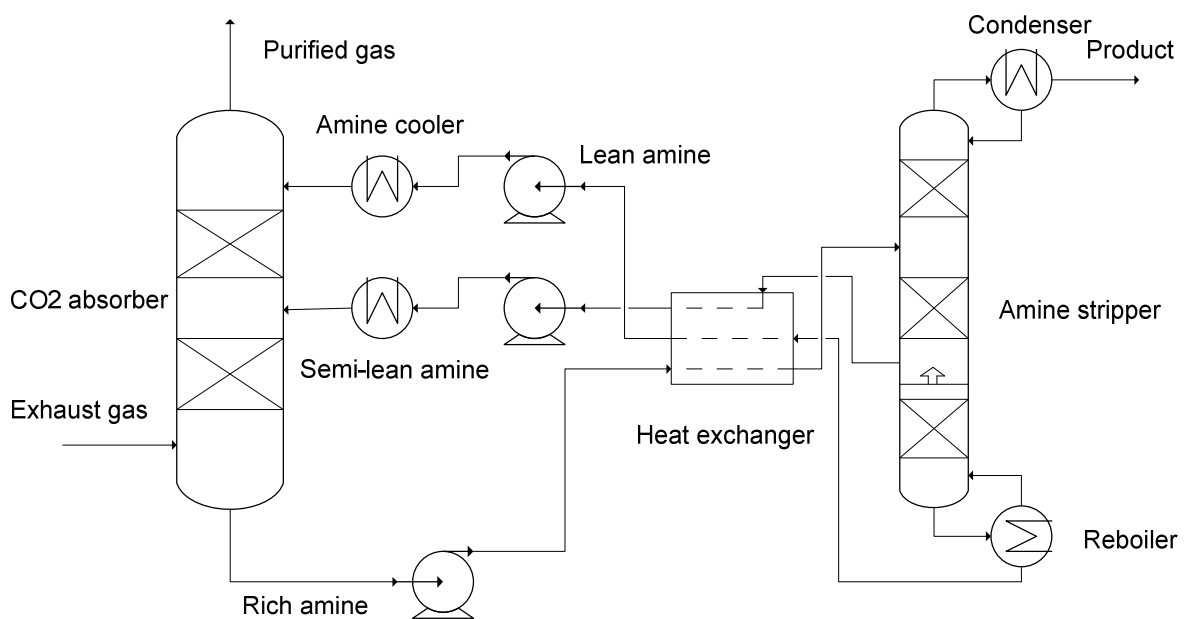 Condenser
Purified gas
Product
Amine cooler
Lean amine
CO2 absorber
Amine stripper
Semi-lean amine
Exhaust gas
Heat exchanger
Reboiler
Rich amine